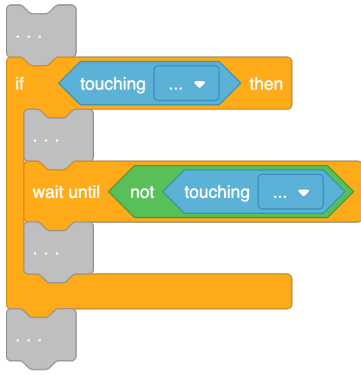 . . .
if touching ... then
. . .
wait until not touching ...
. . .
. . .